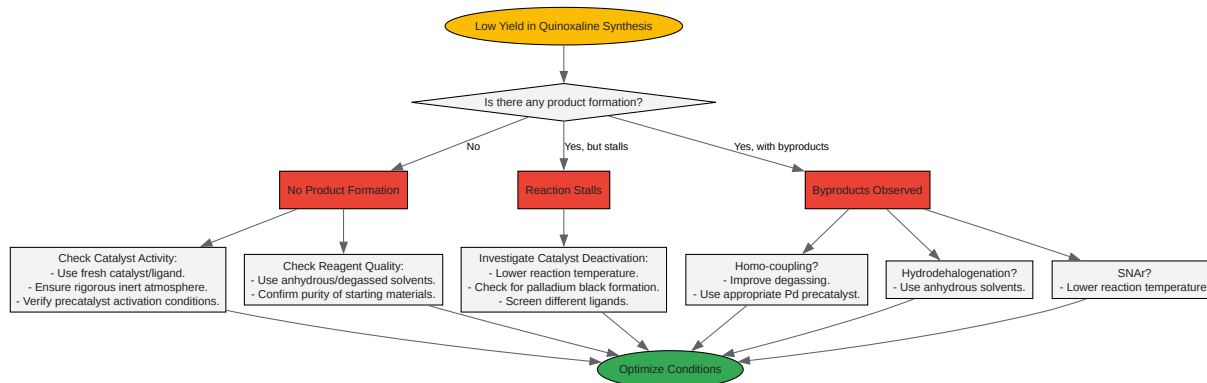 Low Yield in Quinoxaline Synthesis
Is there any product formation?
No
Yes, but stalls
Yes, with byproducts
No Product Formation
Reaction Stalls
Byproducts Observed
Check Catalyst Activity:
- Use fresh catalyst/ligand.
- Ensure rigorous inert atmosphere.
- Verify precatalyst activation conditions.
Check Reagent Quality:
- Use anhydrous/degassed solvents.
- Confirm purity of starting materials.
Investigate Catalyst Deactivation:
- Lower reaction temperature.
- Check for palladium black formation.
- Screen different ligands.
Homo-coupling?
- Improve degassing.
- Use appropriate Pd precatalyst.
Hydrodehalogenation?
- Use anhydrous solvents.
SNAr?
- Lower reaction temperature.
Optimize Conditions